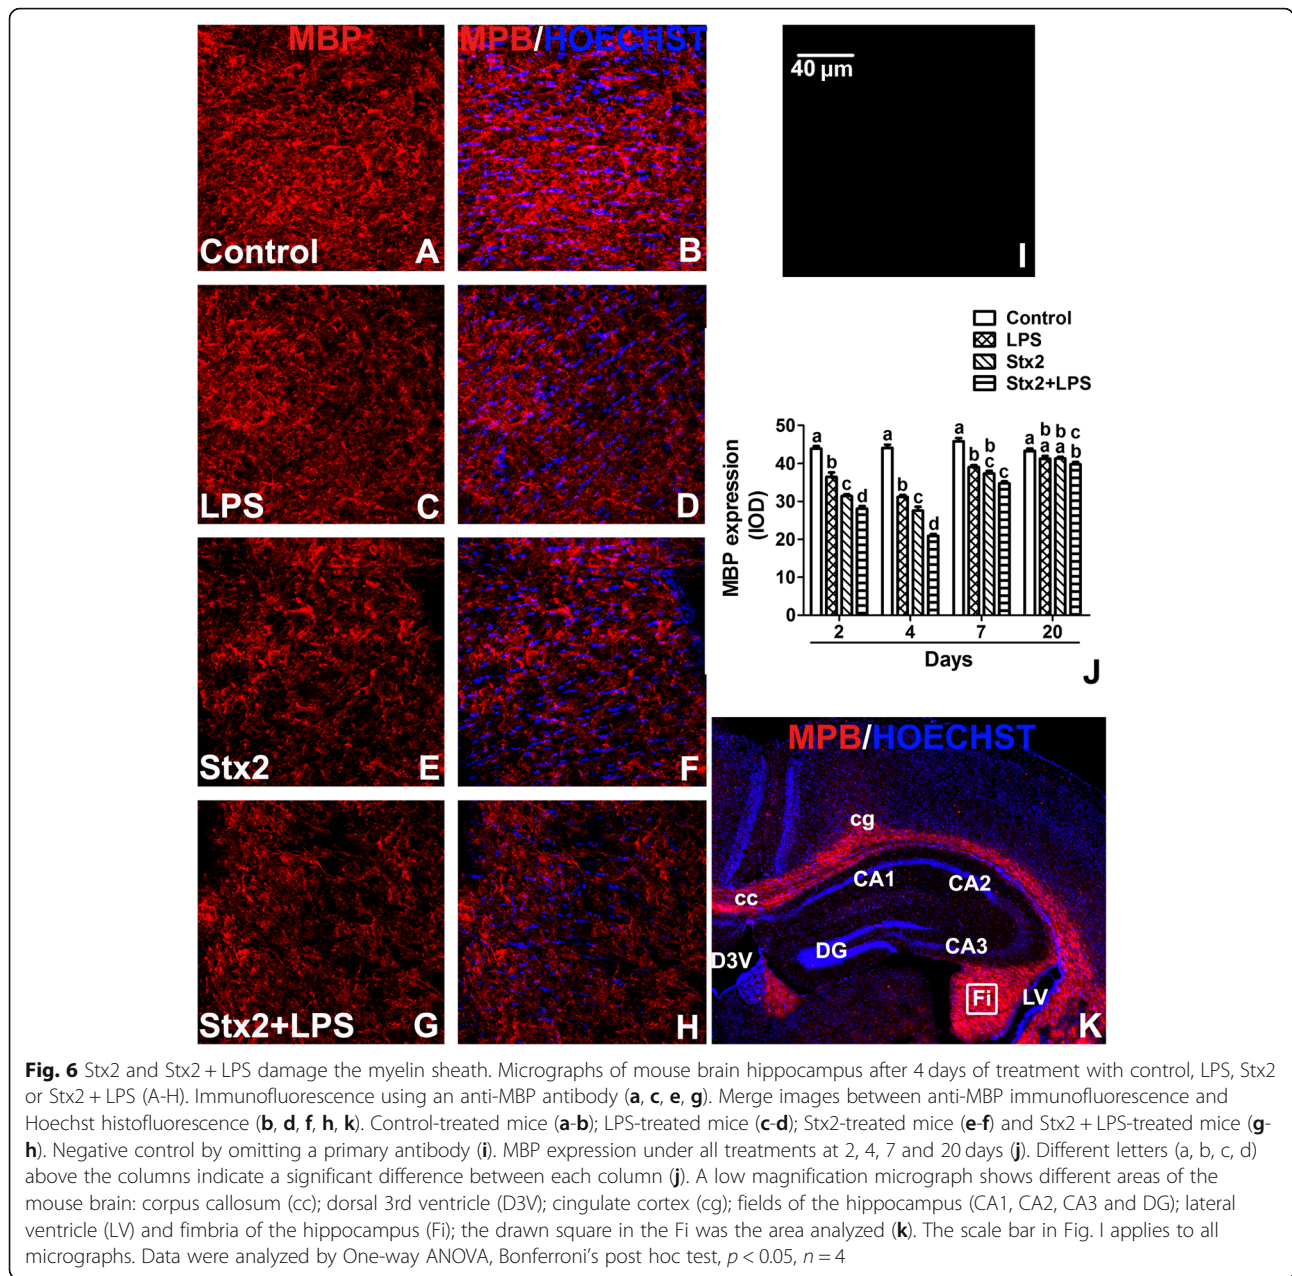 MBP
MPB/HOECHST
Control
A
B
40 µm
I
LPS
C
D
Control
LPS
Stx2
Stx2+LPS
MBP expression
(IOD)
50
40
30
20
10
0
a
b
c
d
a
b
c
d
a
b
b
c
c
a
b
a
b
a
c
b
2
4
7
20
Days
J
Stx2
E
F
MPB/HOECHST
cg
CA1
CA2
cc
DG
CA3
D3V
Fi
LV
K
Stx2+LPS
G
H
Fig. 6 Stx2 and Stx2 + LPS damage the myelin sheath. Micrographs of mouse brain hippocampus after 4 days of treatment with control, LPS, Stx2
or Stx2 + LPS (A-H). Immunofluorescence using an anti-MBP antibody (a, c, e, g). Merge images between anti-MBP immunofluorescence and
Hoechst histofluorescence (b, d, f, h, k). Control-treated mice (a-b); LPS-treated mice (c-d); Stx2-treated mice (e-f) and Stx2 + LPS-treated mice (g-
h). Negative control by omitting a primary antibody (i). MBP expression under all treatments at 2, 4, 7 and 20 days (j). Different letters (a, b, c, d)
above the columns indicate a significant difference between each column (j). A low magnification micrograph shows different areas of the
mouse brain: corpus callosum (cc); dorsal 3rd ventricle (D3V); cingulate cortex (cg); fields of the hippocampus (CA1, CA2, CA3 and DG); lateral
ventricle (LV) and fimbria of the hippocampus (Fi); the drawn square in the Fi was the area analyzed (k). The scale bar in Fig. I applies to all
micrographs. Data were analyzed by One-way ANOVA, Bonferroni's post hoc test, p < 0.05, n = 4